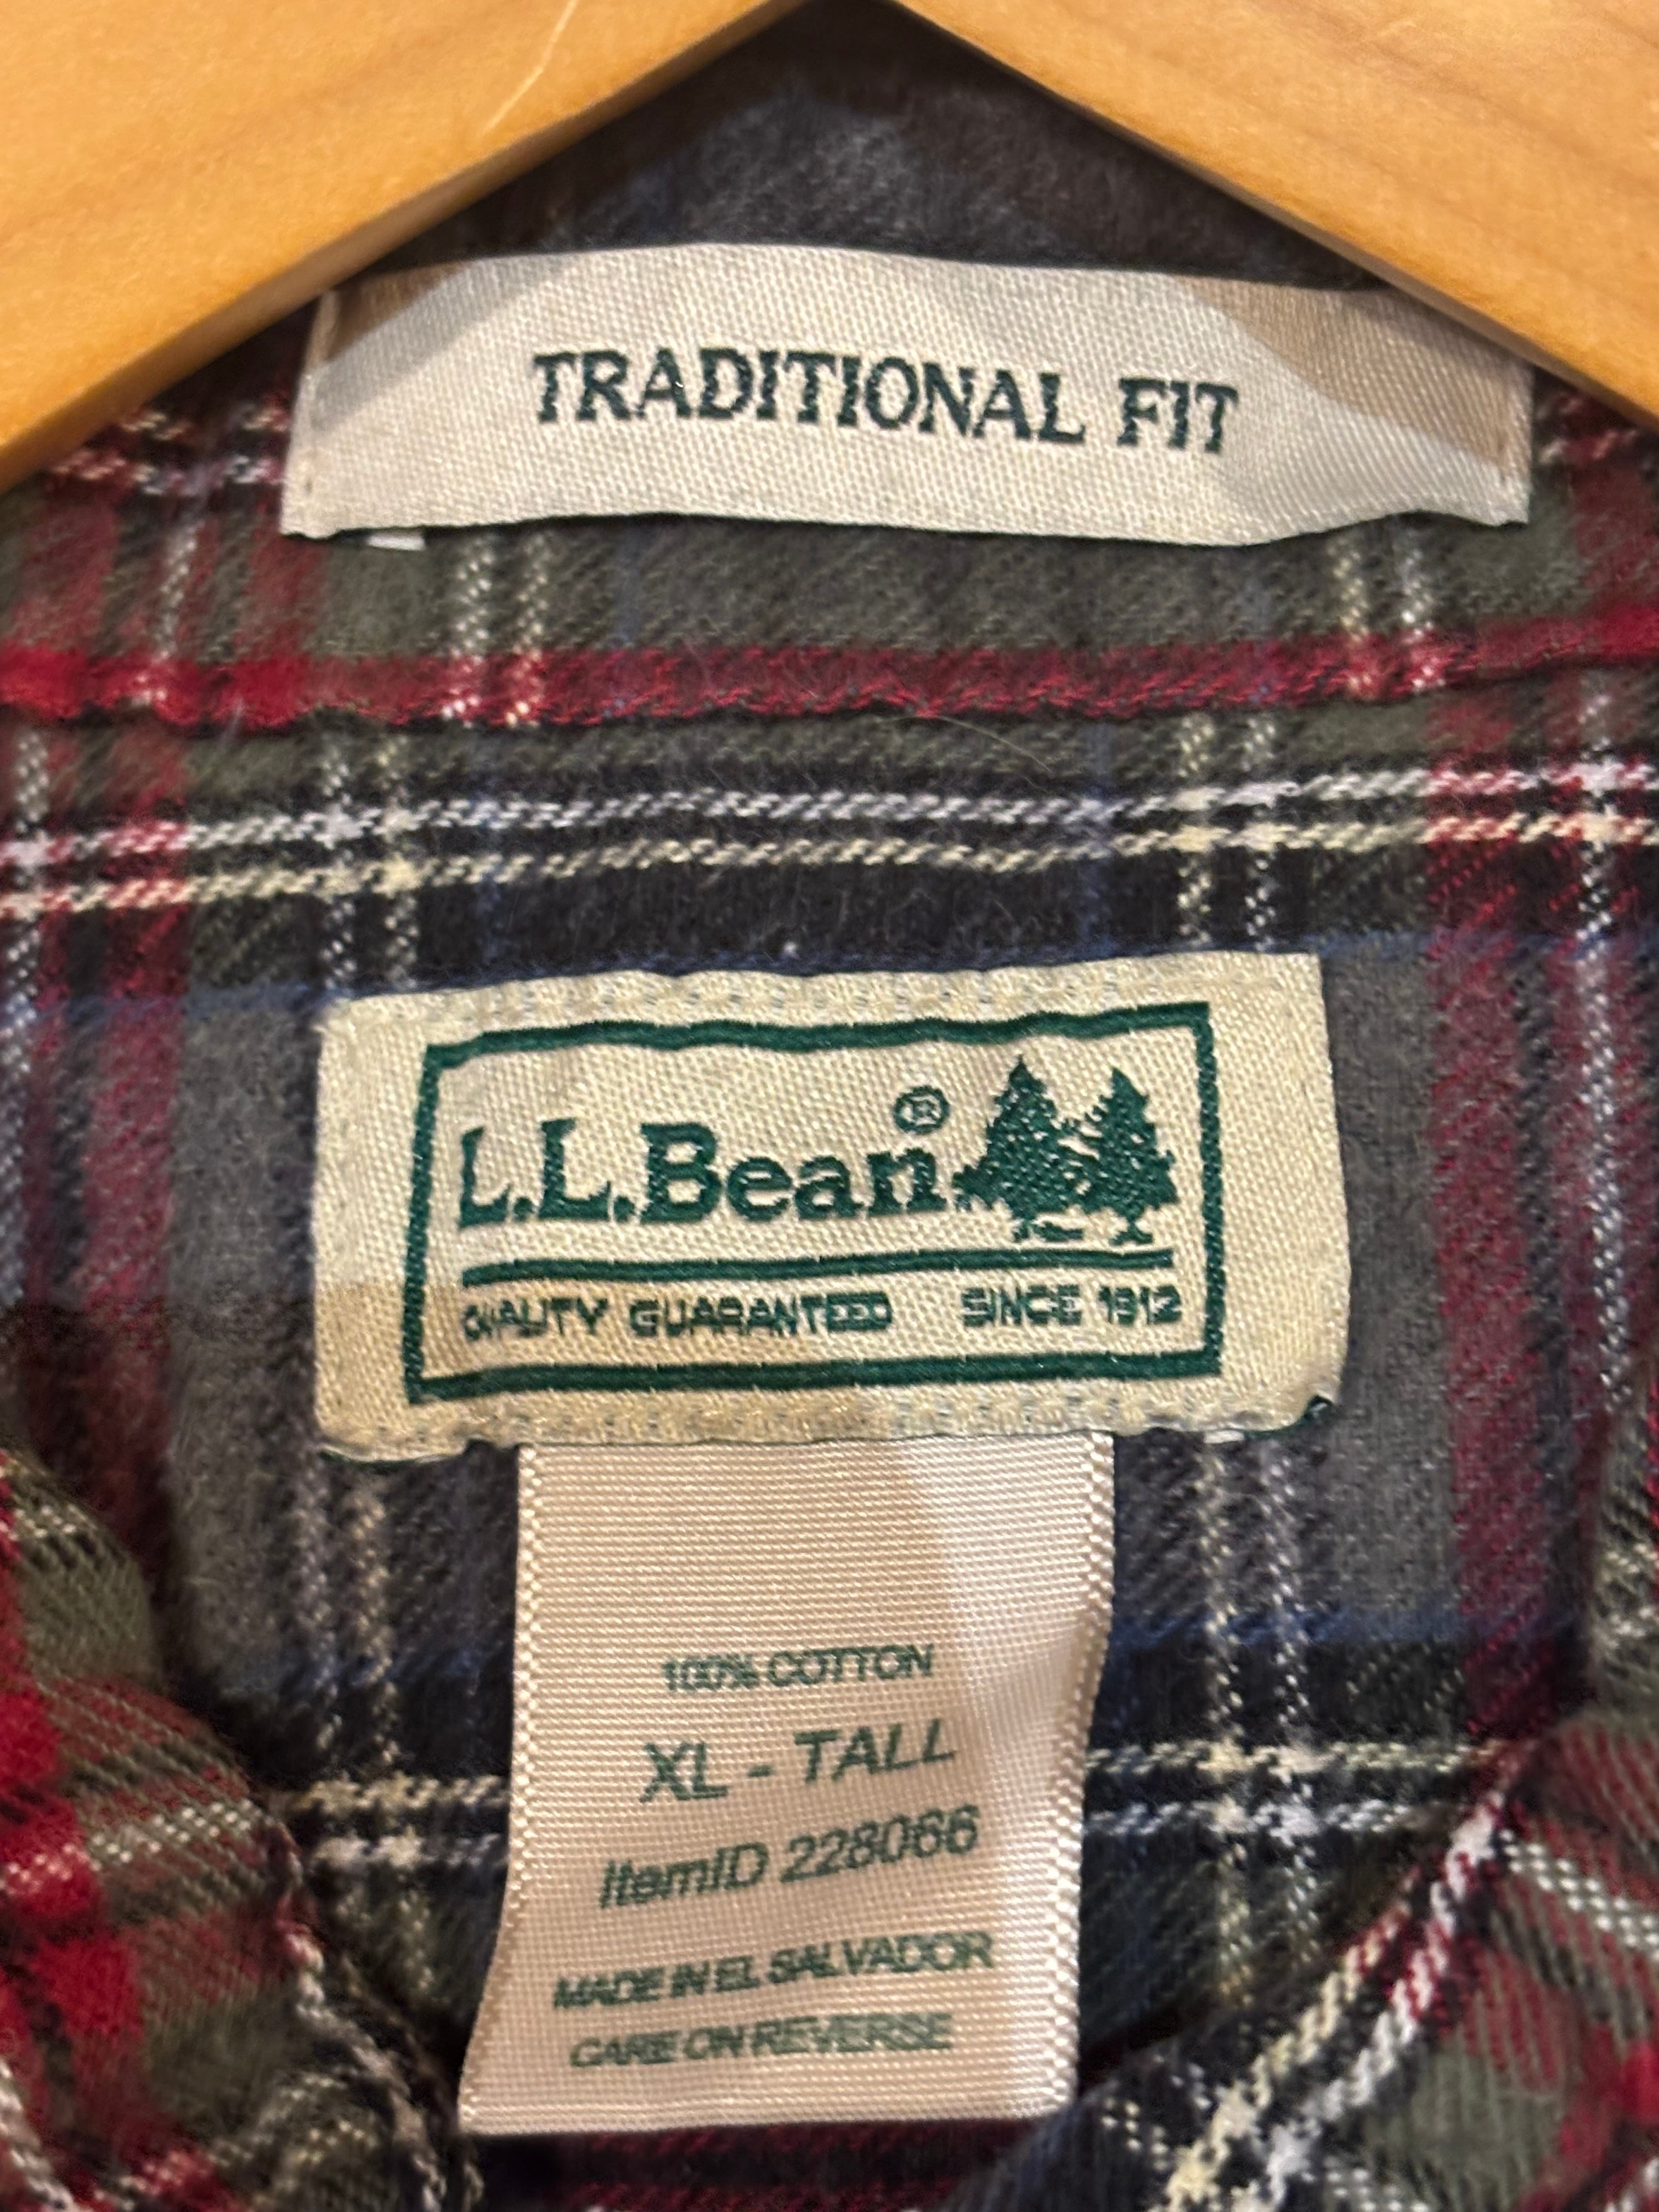 TRADITIONAL FIT
L.L.Bean®
QUALITY GUARANTEED SINCE 1912
100% COTTON
XL - TALL
ItemID 228066
MADE IN EL SALVADOR
CARE ON REVERSE